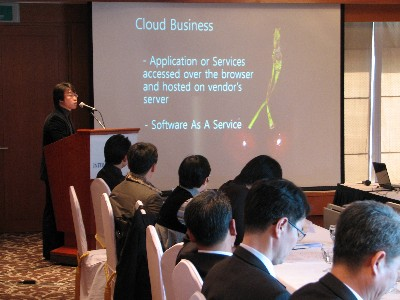 Cloud Business
- Application or Services
accessed over the browser
and hosted on vendor's
server
- Software As A Service